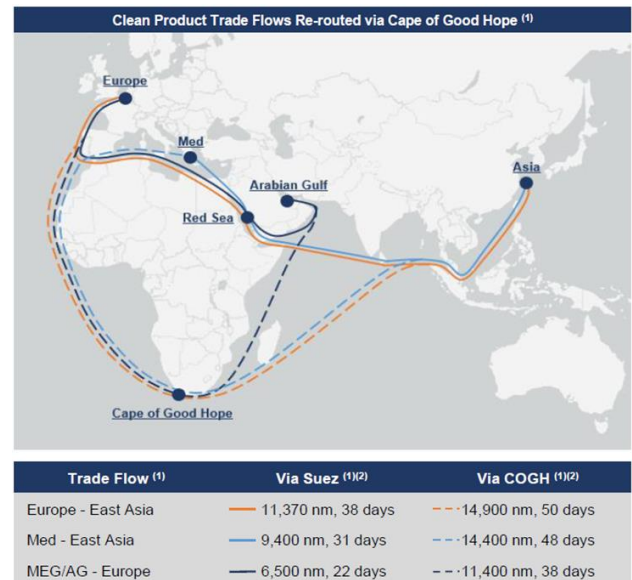 Clean Product Trade Flows Re-routed via Cape of Good Hope (1)
Europe
Med
Asia
Arabian Gulf
Red Sea
Cape of Good Hope
Trade Flow (1) Via Suez (1)(2) Via COGH (1)(2)
Europe - East Asia 11,370 nm, 38 days 14,900 nm, 50 days
Med - East Asia 9,400 nm, 31 days 14,400 nm, 48 days
MEG/AG - Europe 6,500 nm, 22 days 11,400 nm, 38 days